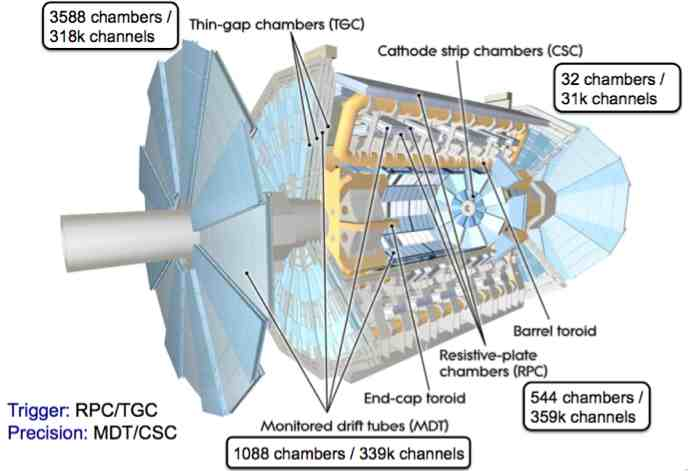 3588 chambers /
318k channels
Thin-gap chambers (TGC)
Cathode strip chambers (CSC)
32 chambers /
31k channels
Barrel toroid
Resistive-plate
chambers (RPC)
End-cap toroid
544 chambers /
359k channels
Trigger: RPC/TGC
Precision: MDT/CSC
Monitored drift tubes (MDT)
1088 chambers / 339k channels